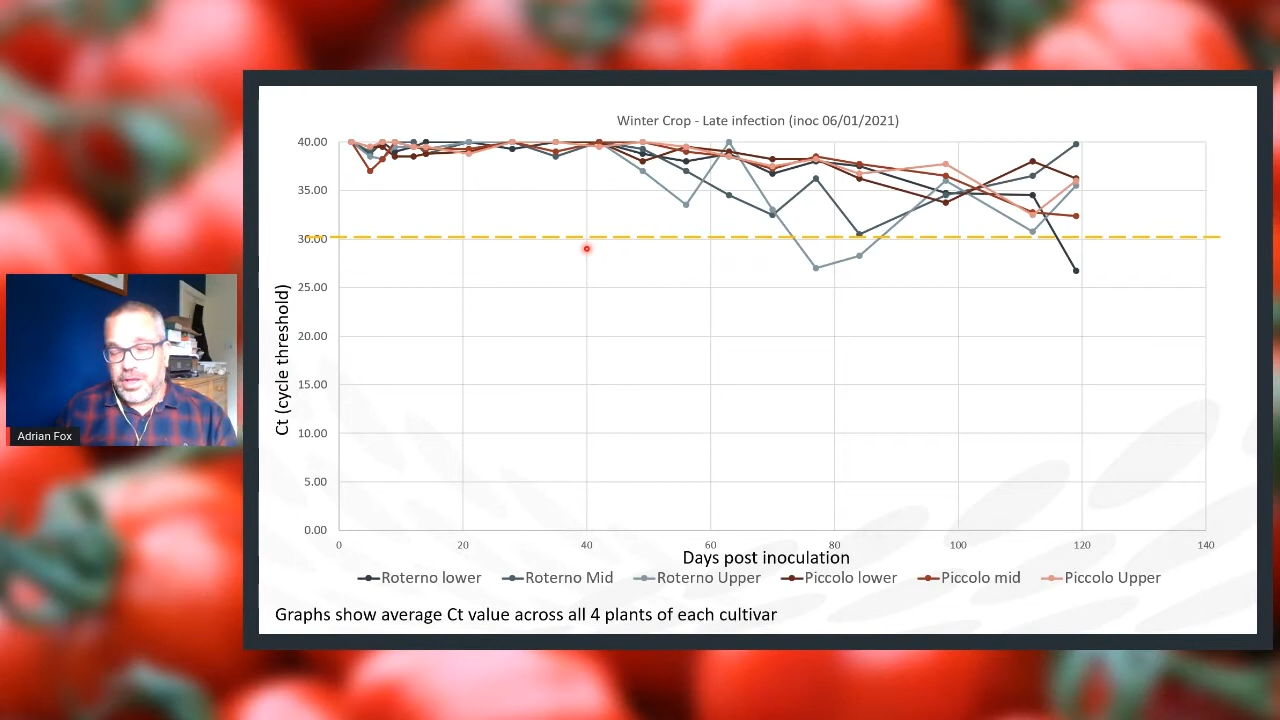 Winter Crop - Late infection (inoc 06/01/2021)
40.00
35.00
30.00
25.00
20.00
15.00
10.00
5.00
0.00
Ct (cycle threshold)
0 20 40 60 80 100 120 140
Days post inoculation
Roterno lower Roterno Mid Roterno Upper Piccolo lower Piccolo mid Piccolo Upper
Graphs show average Ct value across all 4 plants of each cultivar
Adrian Fox